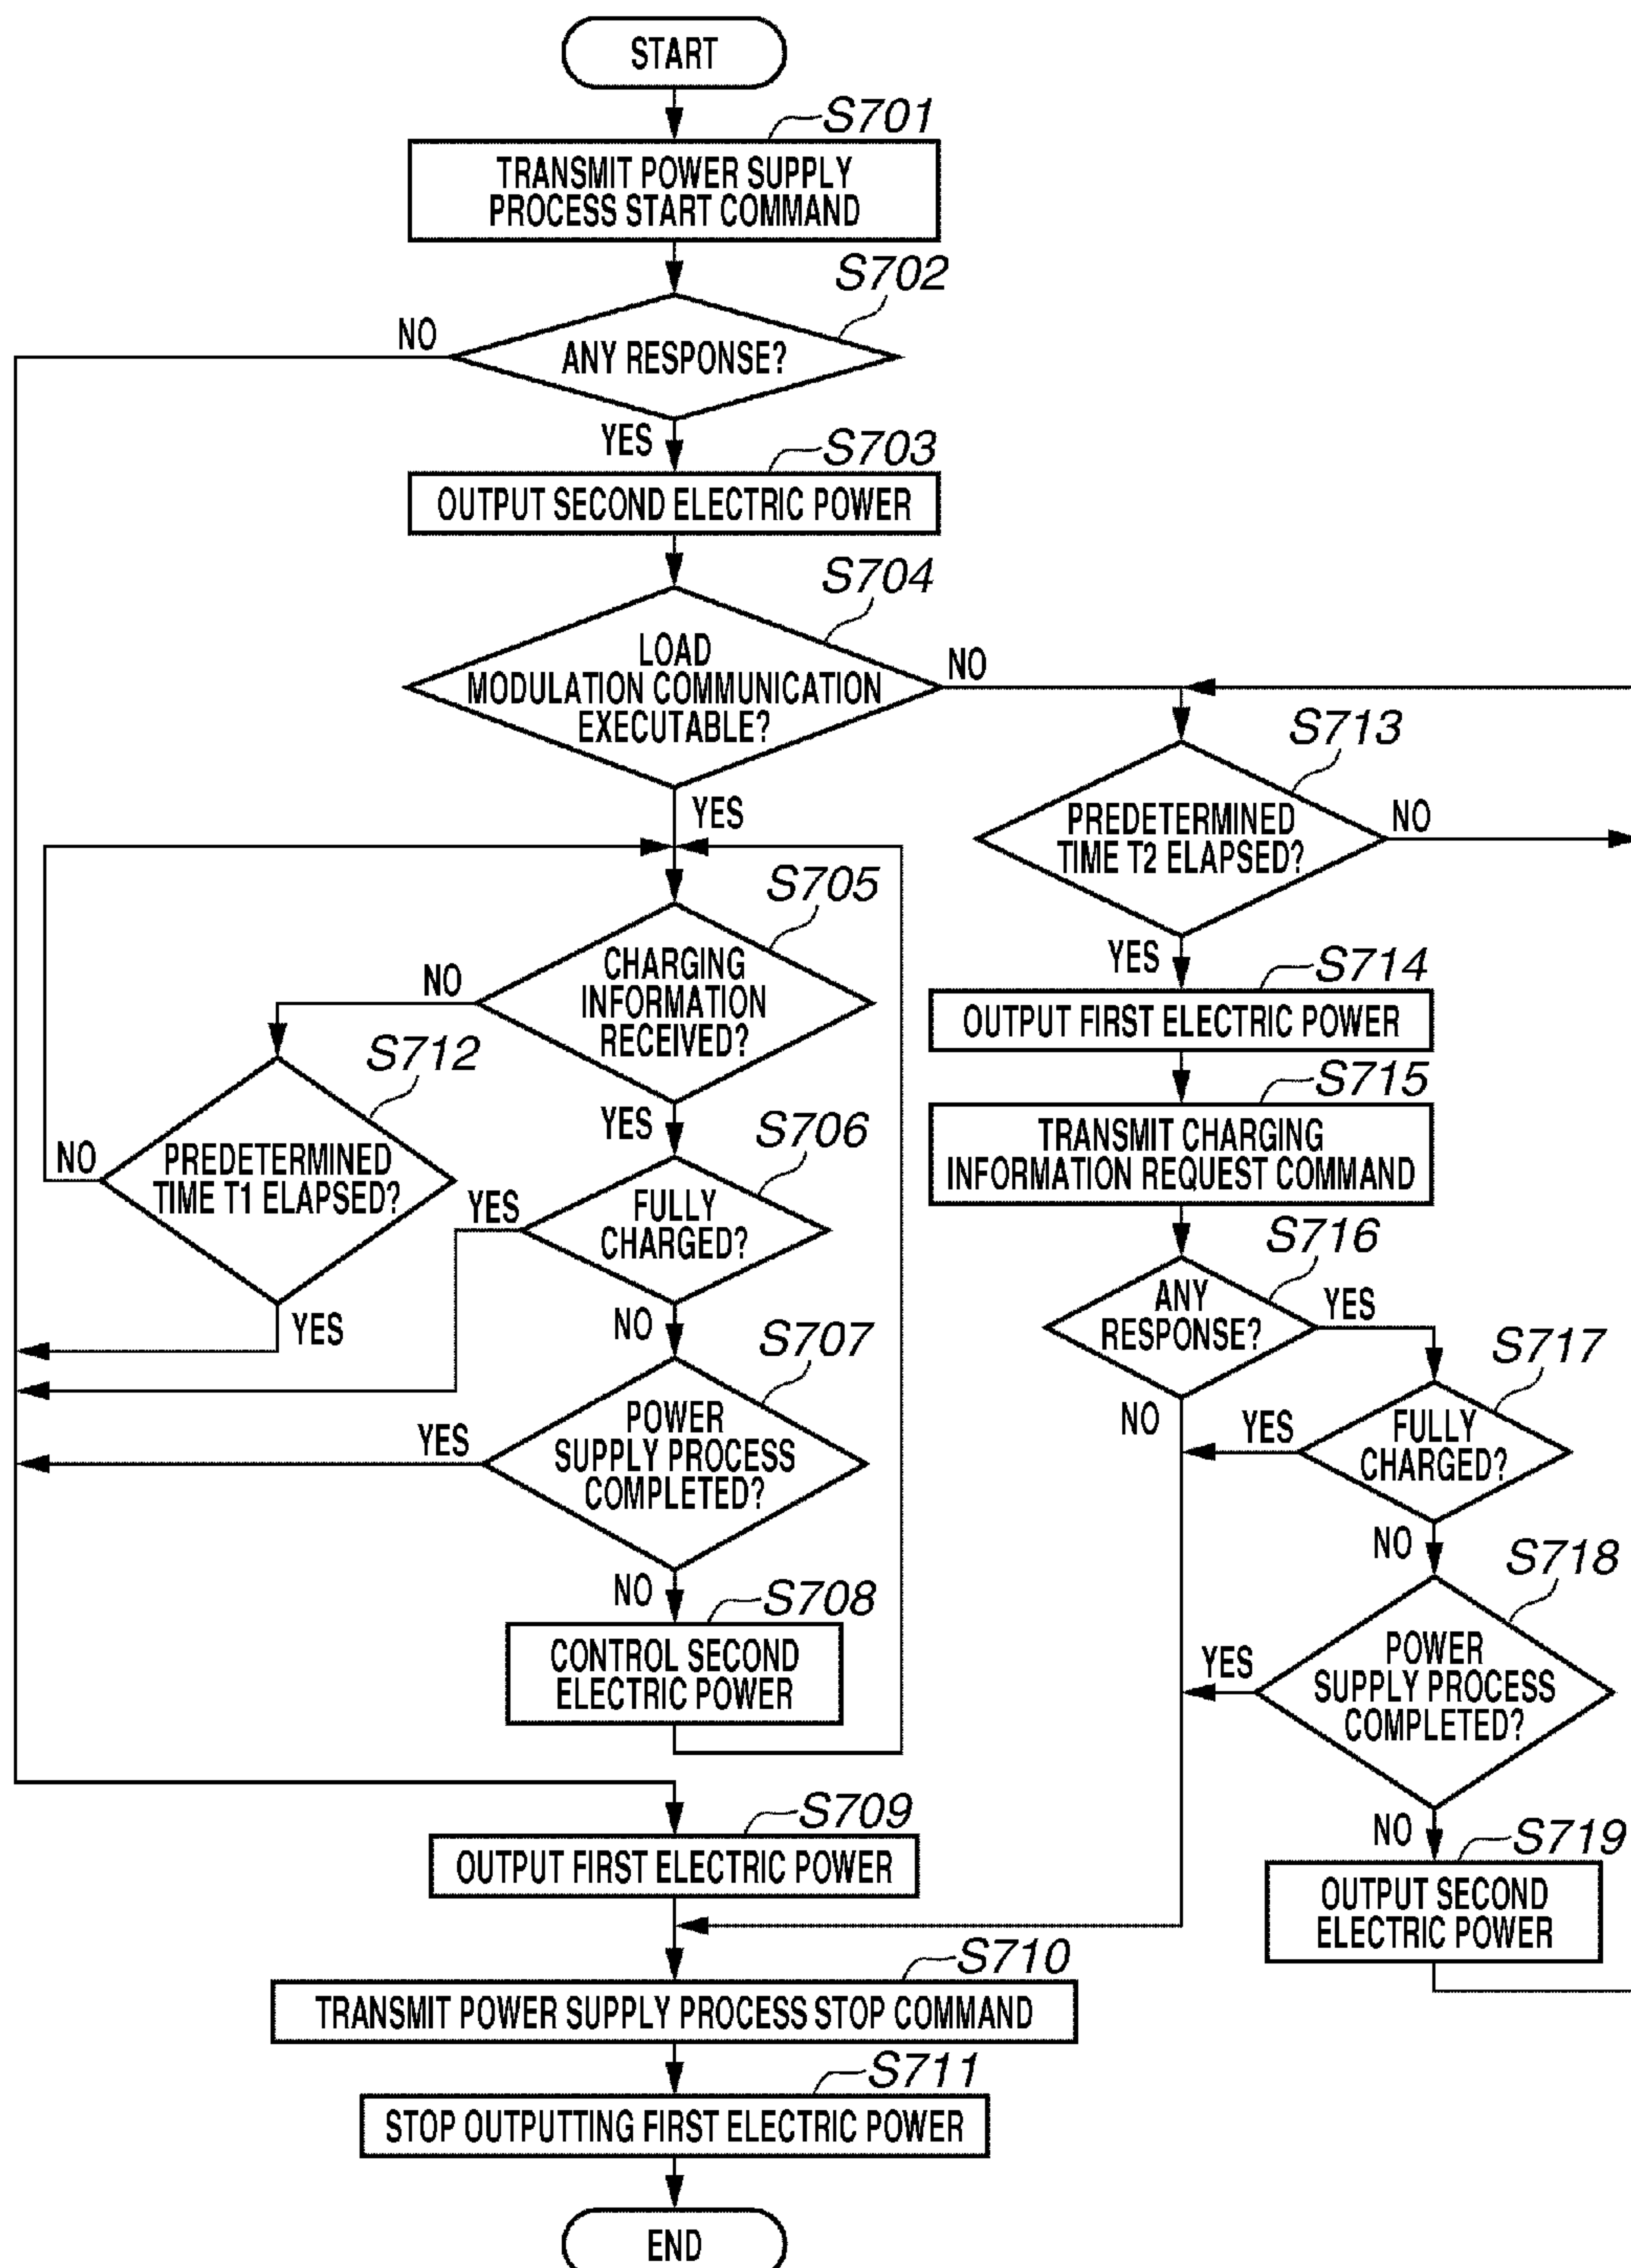 START
S701
TRANSMIT POWER SUPPLY
PROCESS START COMMAND
S702
NO
ANY RESPONSE?
YES
S703
OUTPUT SECOND ELECTRIC POWER
S704
LOAD
MODULATION COMMUNICATION
EXECUTABLE?
NO
YES
S705
CHARGING
INFORMATION
RECEIVED?
NO
YES
S712
PREDETERMINED
TIME T1 ELAPSED?
NO
YES
S706
FULLY
CHARGED?
YES
NO
S707
POWER
SUPPLY PROCESS
COMPLETED?
YES
NO
S708
CONTROL SECOND
ELECTRIC POWER
S709
OUTPUT FIRST ELECTRIC POWER
S710
TRANSMIT POWER SUPPLY PROCESS STOP COMMAND
S711
STOP OUTPUTTING FIRST ELECTRIC POWER
END
S713
PREDETERMINED
TIME T2 ELAPSED?
NO
YES
S714
OUTPUT FIRST ELECTRIC POWER
S715
TRANSMIT CHARGING
INFORMATION REQUEST COMMAND
S716
ANY
RESPONSE?
YES
NO
S717
FULLY
CHARGED?
YES
NO
S718
POWER
SUPPLY PROCESS
COMPLETED?
YES
NO
S719
OUTPUT SECOND
ELECTRIC POWER